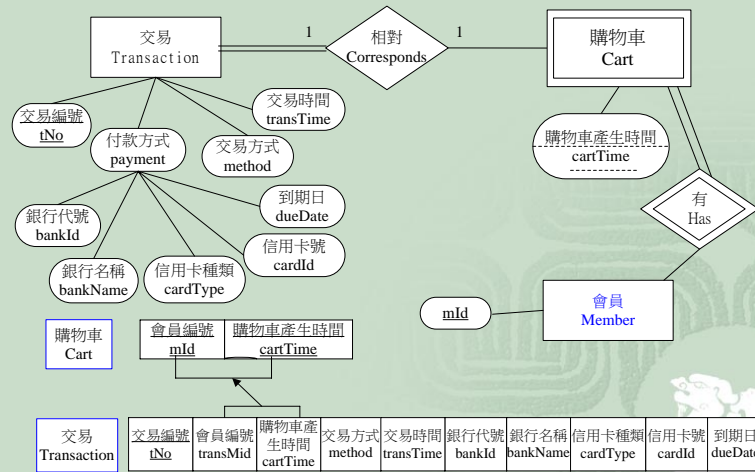 交易
Transaction
1
相對
Corresponds
1
購物車
Cart
交易編號
tNo
付款方式
payment
交易時間
transTime
交易方式
method
購物車產生時間
cartTime
銀行代號
bankId
銀行名稱
bankName
信用卡種類
cardType
信用卡號
cardId
到期日
dueDate
有
Has
mId
會員
Member
購物車
Cart
會員編號
mId
購物車產生時間
cartTime
交易
Transaction
交易編號
tNo
會員編號
transMid
購物車產
生時間
cartTime
交易方式
method
交易時間
transTime
銀行代號
bankId
銀行名稱
bankName
信用卡種類
cardType
信用卡號
cardId
到期日
dueDate